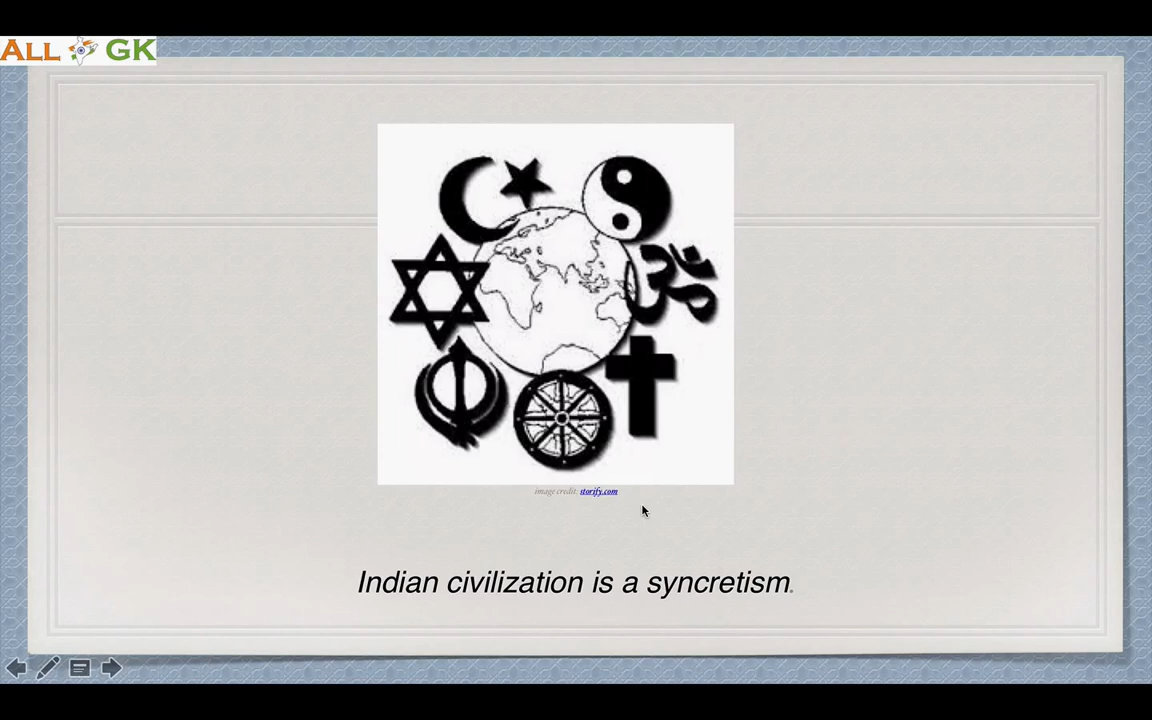 ALL GK
image credit: storify.com
Indian civilization is a syncretism.